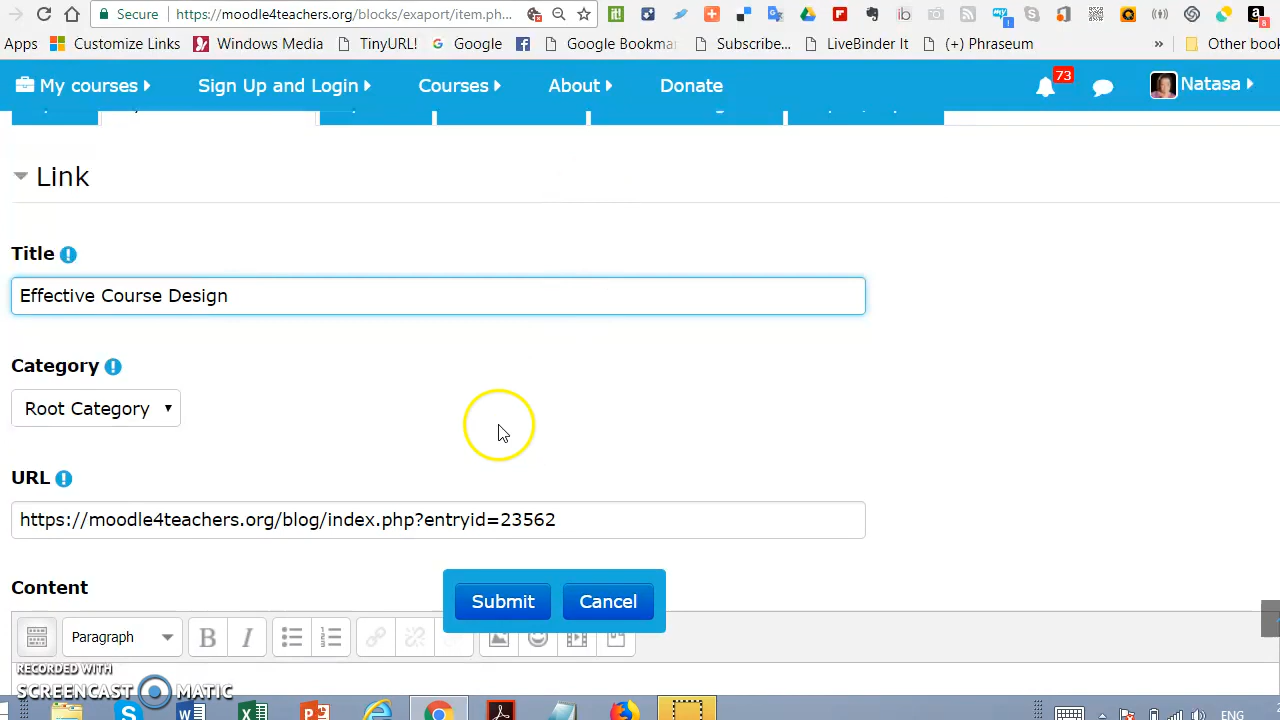 Secure https://moodle4teachers.org/blocks/exaport/item.ph...
Apps Customize Links Windows Media TinyURL! Google Google Bookma Subscribe... LiveBinder It (+) Phraseum » Other book
My courses Sign Up and Login Courses About Donate 73 Natasa
Link
Title
Effective Course Design
Category
Root Category
URL
https://moodle4teachers.org/blog/index.php?entryid=23562
Content
Submit Cancel
Paragraph B I
RECORDED WITH
SCREENCAST MATIC
ENG